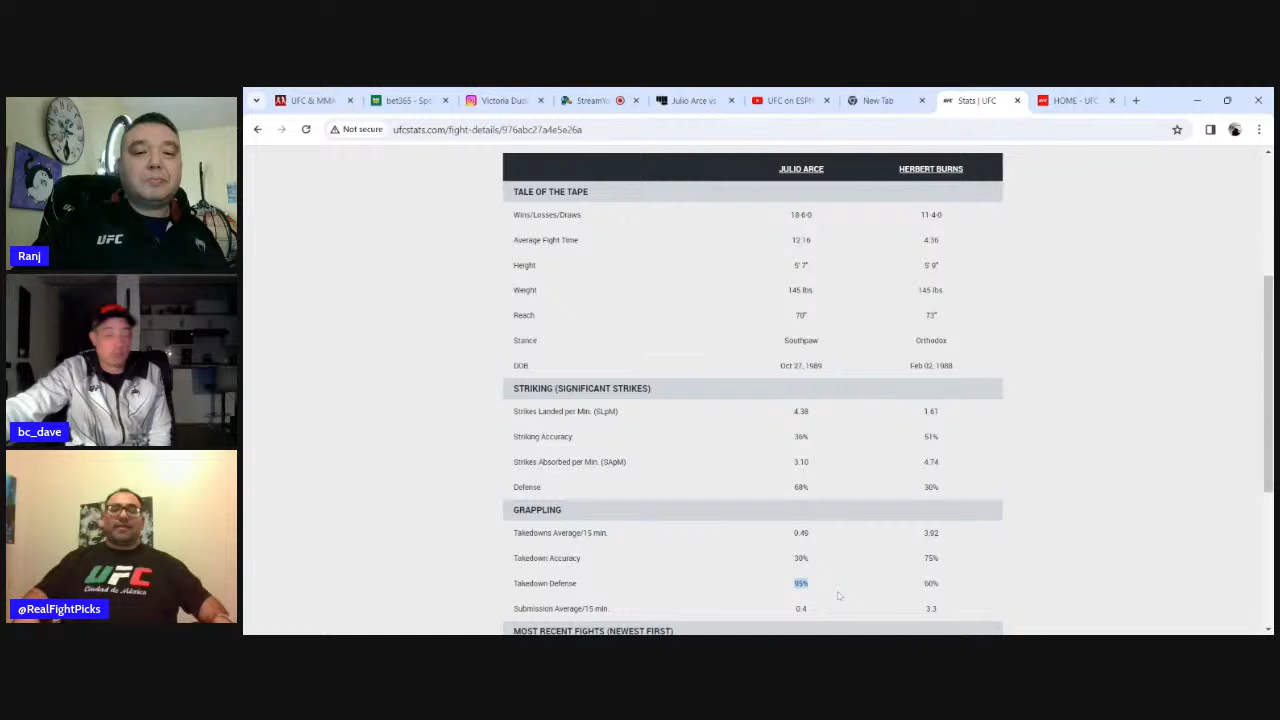 UFC & MMA
bet365 - Spo
Victoria Duda
StreamYa
Julio Arce vs
UFC on ESPN
New Tab
Stats | UFC
HOME - UFC
Not secure
ufcstats.com/fight-details/976abc27a4e5e26a
JULIO ARCE HERBERT BURNS
TALE OF THE TAPE
Wins/Losses/Draws 18-6-0 11-4-0
Average Fight Time 12:16 4:36
Height 5' 7" 5' 9"
Weight 145 lbs. 145 lbs.
Reach 70" 73"
Stance Southpaw Orthodox
DOB Oct 27, 1989 Feb 02, 1988
STRIKING (SIGNIFICANT STRIKES)
Strikes Landed per Min. (SLpM) 4.38 1.61
Striking Accuracy 36% 51%
Strikes Absorbed per Min. (SApM) 3.10 4.74
Defense 68% 30%
GRAPPLING
Takedowns Average/15 min. 0.49 3.92
Takedown Accuracy 30% 75%
Takedown Defense 95% 60%
Submission Average/15 min. 0.4 3.3
MOST RECENT FIGHTS (NEWEST FIRST)
UFC
Ranj
bc_dave
UFC
Ciudad de México
@RealFightPicks